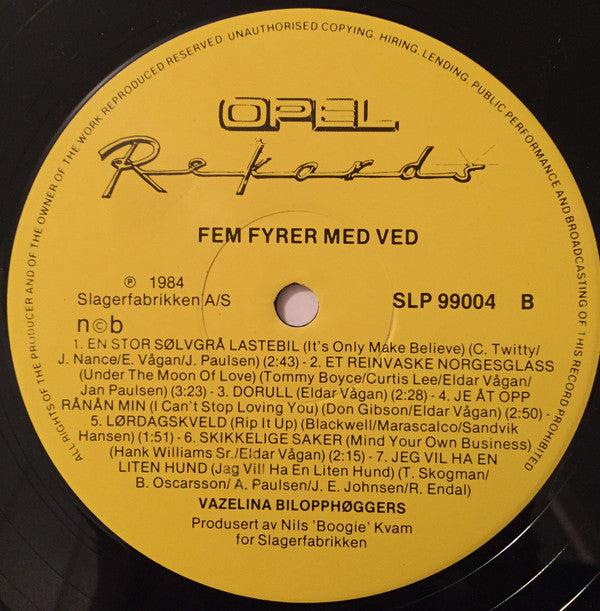 ALL RIGHTS OF THE PRODUCER AND OF THE OWNER OF THE WORK REPRODUCED RESERVED. UNAUTHORISED COPYING, HIRING, LENDING, PUBLIC PERFORMANCE AND BROADCASTING OF THIS RECORD PROHIBITED
OPEL
Rekords
FEM FYRER MED VED
℗ 1984
Slagerfabrikken A/S
SLP 99004 B
n©b
1. EN STOR SØLVGRÅ LASTEBIL (It's Only Make Believe) (C. Twitty/
J. Nance/E. Vågan/J. Paulsen) (2:43) - 2. ET REINVASKE NORGESGLASS
(Under The Moon Of Love) (Tommy Boyce/Curtis Lee/Eldar Vågan/
Jan Paulsen) (3:23) - 3. DORULL (Eldar Vågan) (2:28) - 4. JE ÅT OPP
RÅNÅN MIN (I Can't Stop Loving You) (Don Gibson/Eldar Vågan) (2:50) -
5. LØRDAGSKVELD (Rip It Up) (Blackwell/Marascalco/Sandvik
Hansen) (1:51) - 6. SKIKKELIGE SAKER (Mind Your Own Business)
(Hank Williams Sr./Eldar Vågan) (2:15) - 7. JEG VIL HA EN
LITEN HUND (Jag Vill Ha En Liten Hund) (T. Skogman/
B. Oscarsson/A. Paulsen/J. E. Johnsen/R. Endal)
VAZELINA BILOPPHØGGERS
Produsert av Nils 'Boogie' Kvam
for Slagerfabrikken